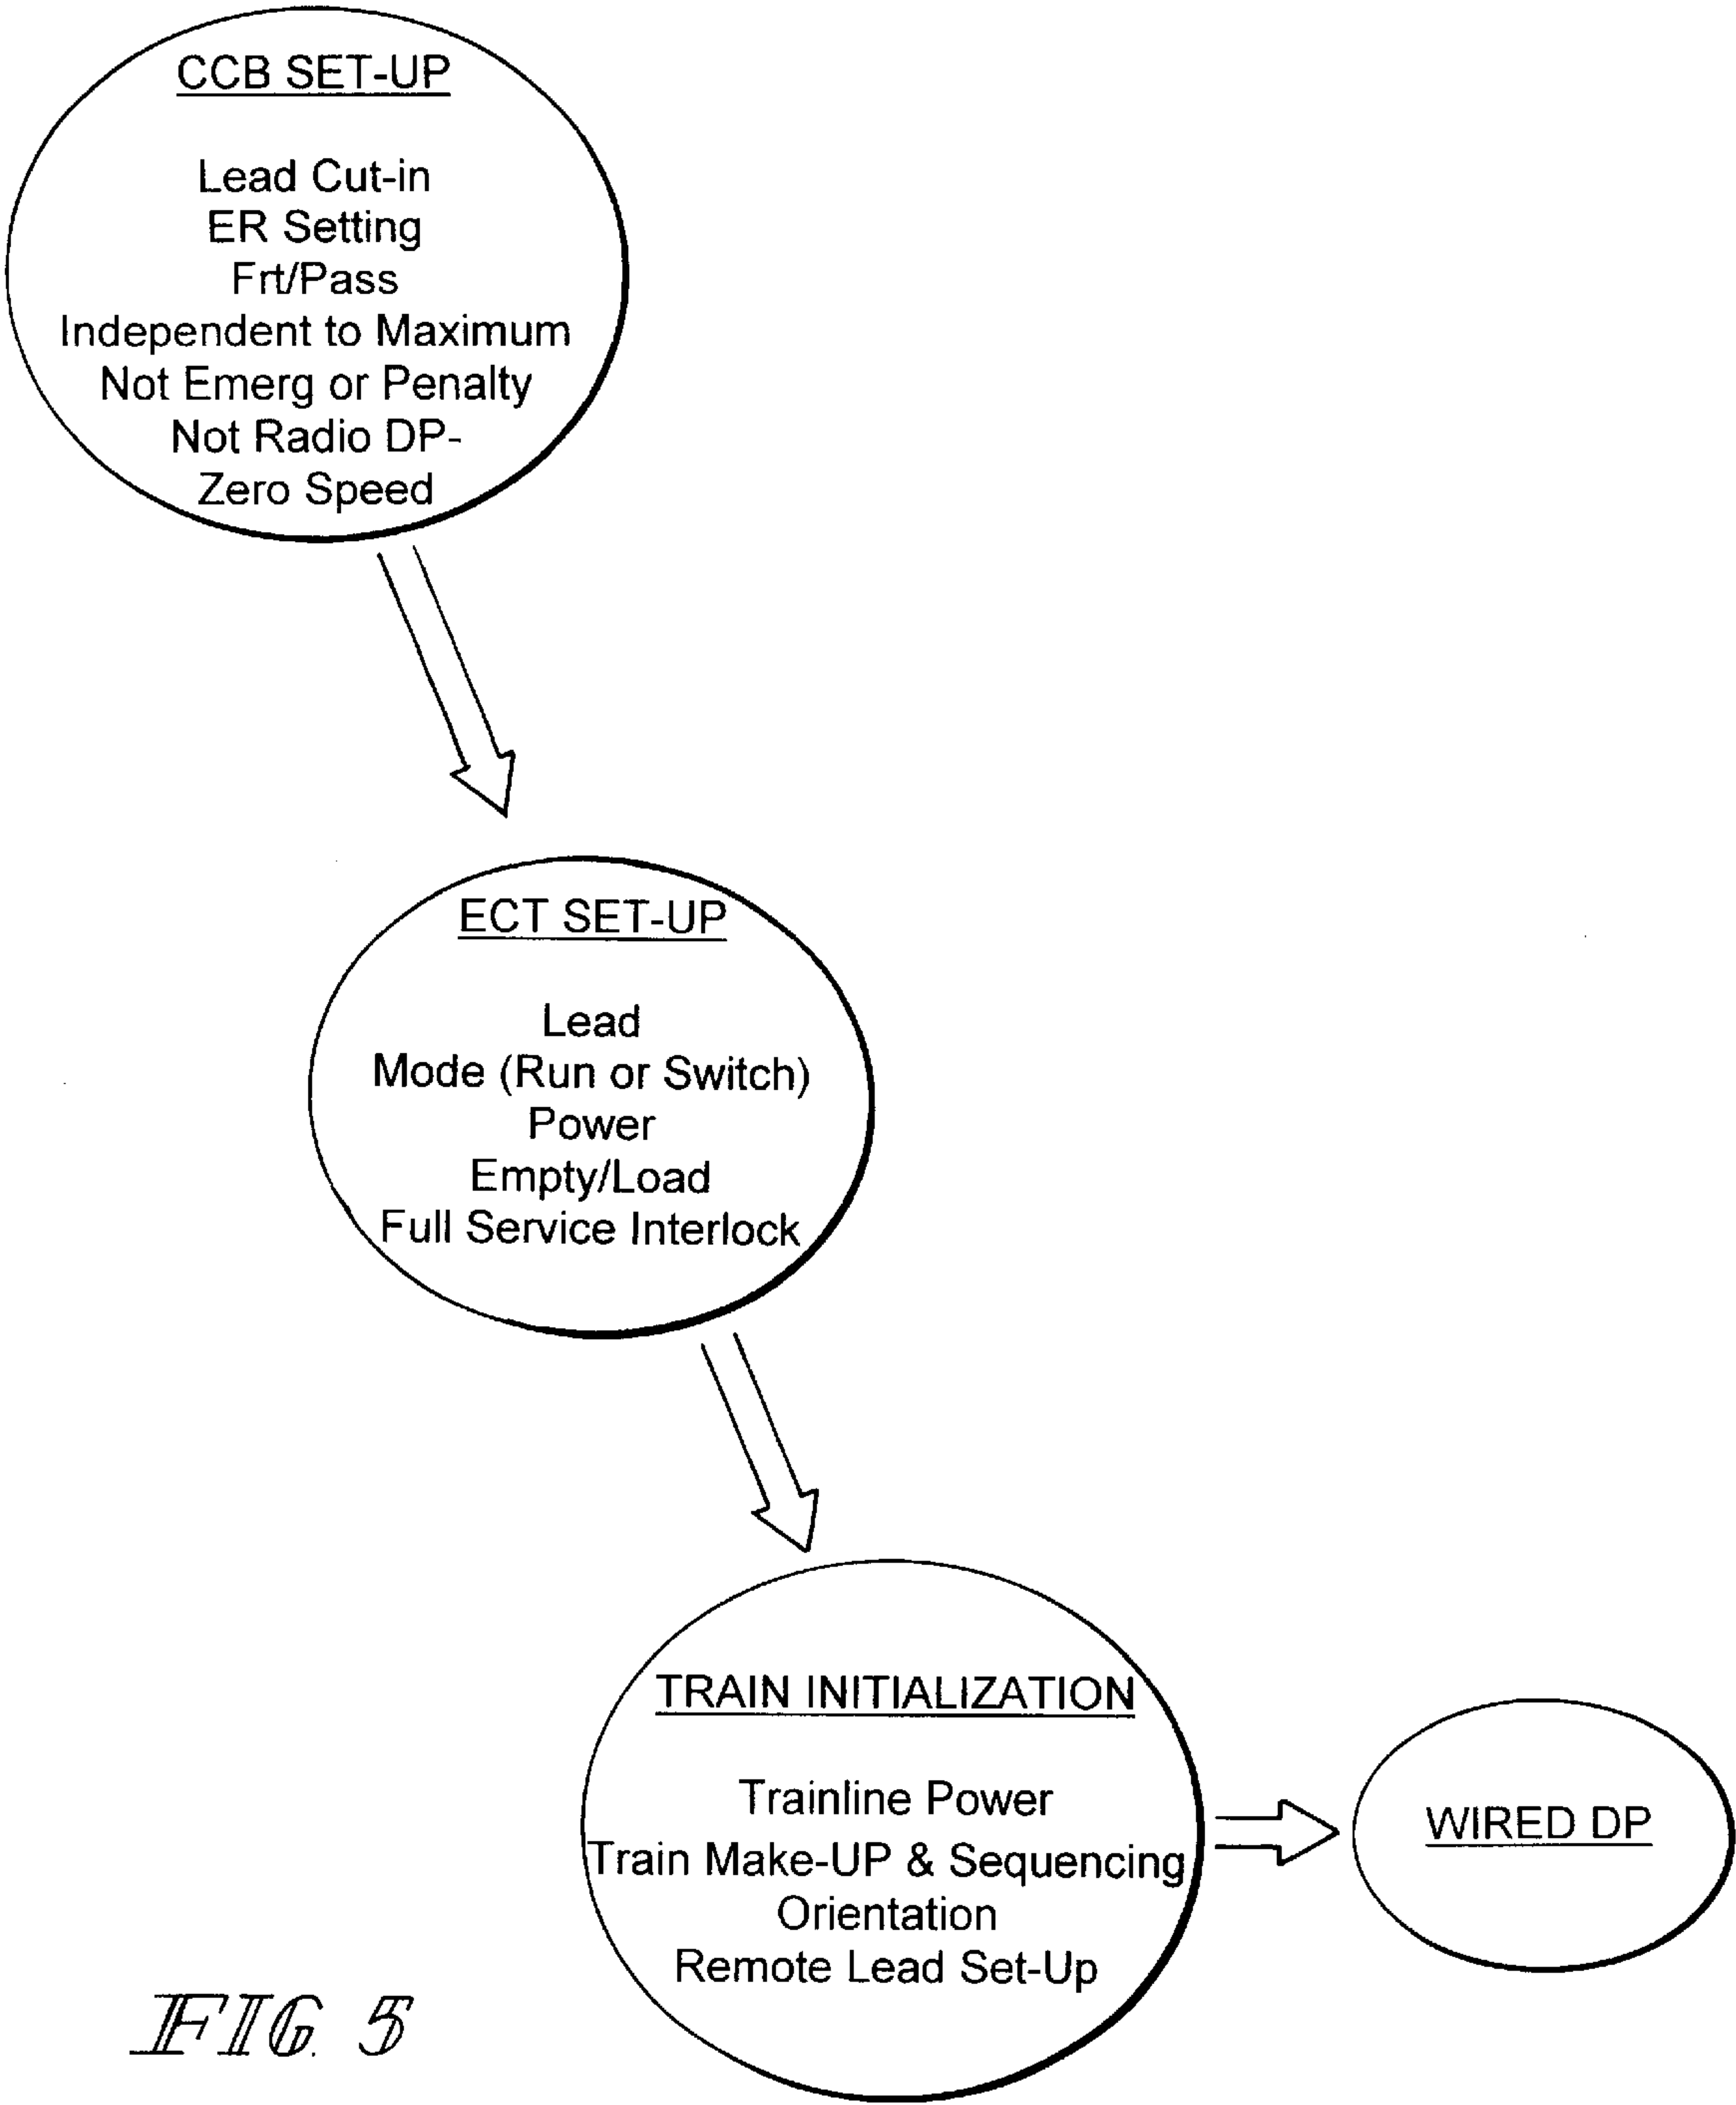 CCB SET-UP
Lead Cut-in
ER Setting
Frt/Pass
Independent to Maximum
Not Emerg or Penalty
Not Radio DP-
Zero Speed
ECT SET-UP
Lead
Mode (Run or Switch)
Power
Empty/Load
Full Service Interlock
TRAIN INITIALIZATION
Trainline Power
Train Make-UP & Sequencing
Orientation
Remote Lead Set-Up
WIRED DP
FIG. 5